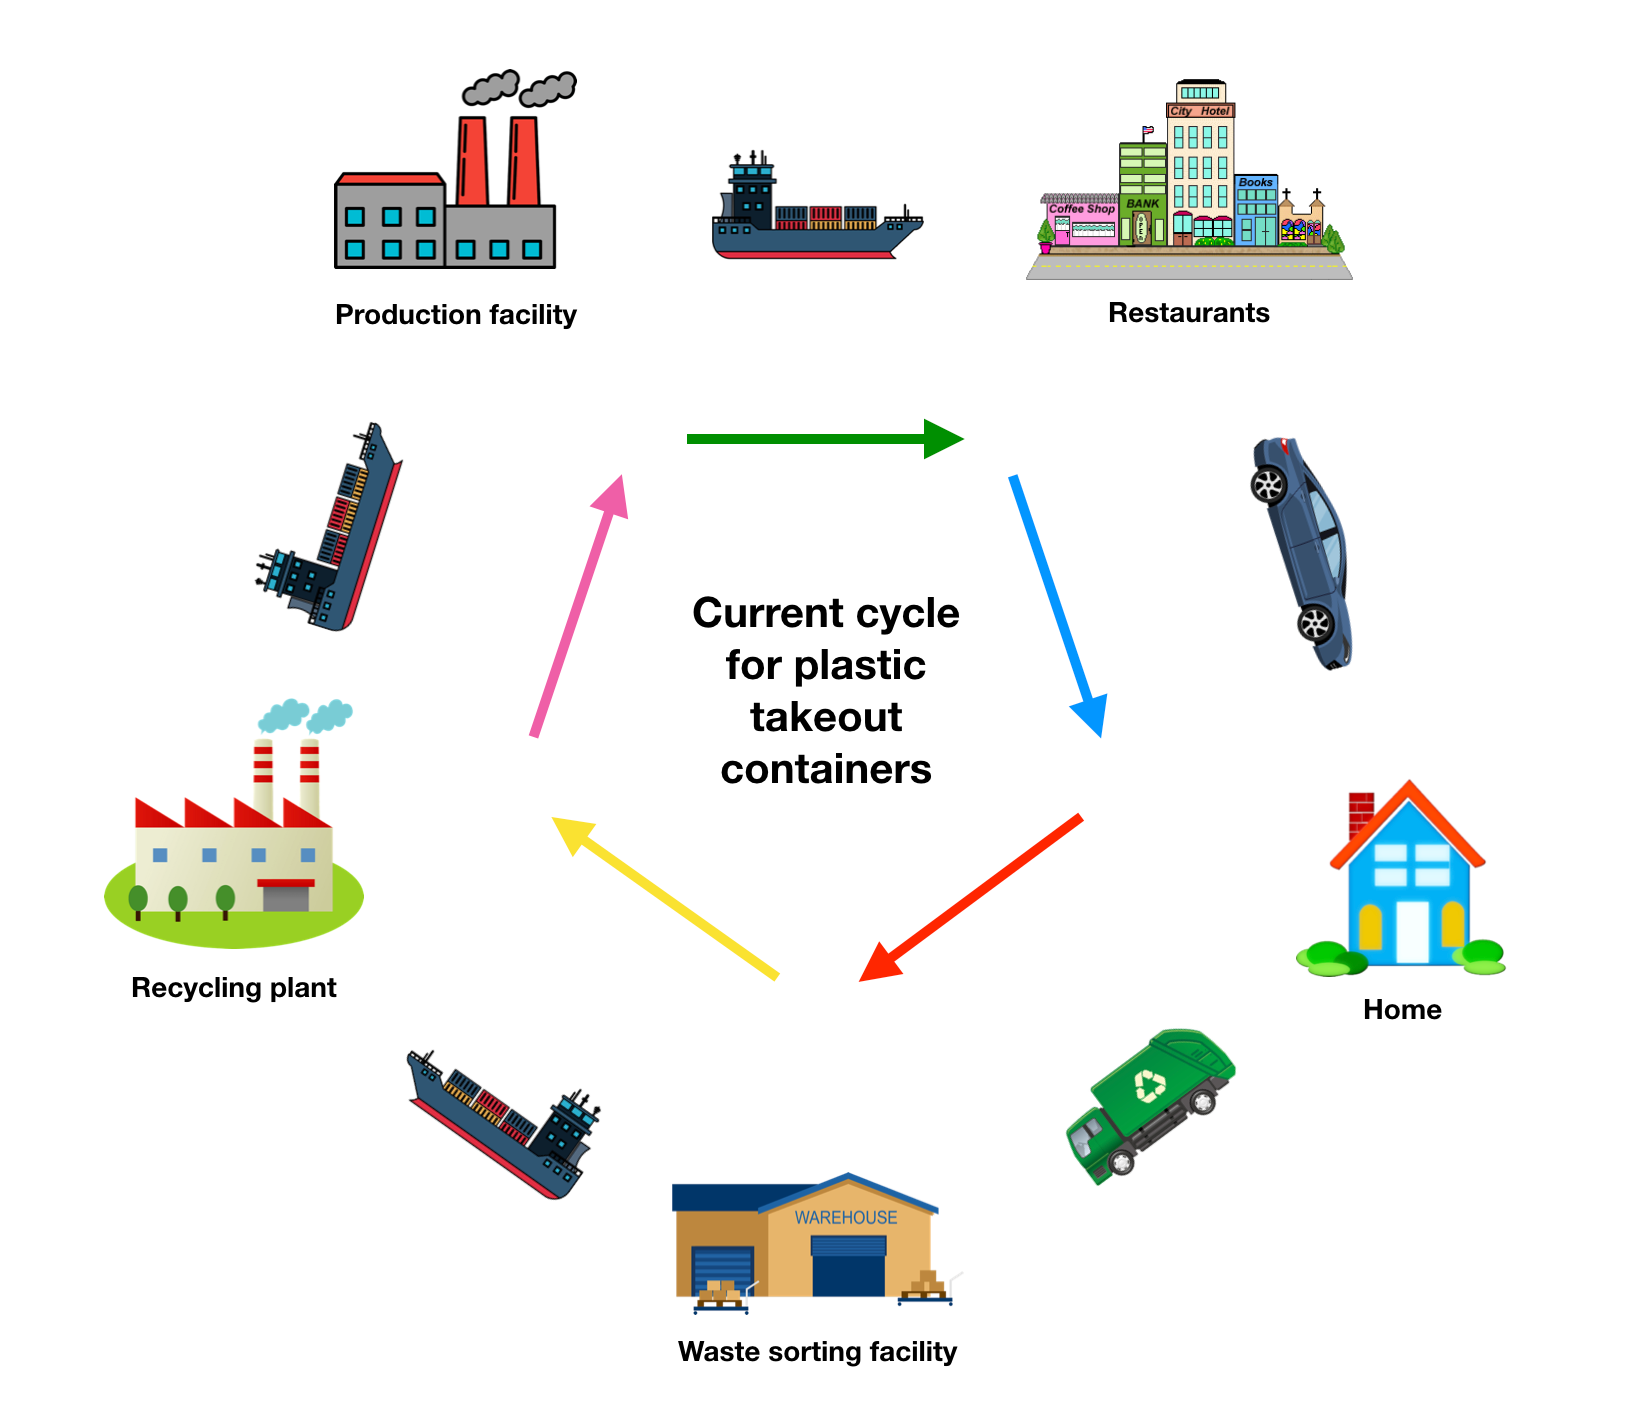 City Hotel
Books
Coffee Shop
BANK
OPEN
Production facility
Restaurants
Current cycle
for plastic
takeout
containers
Recycling plant
Home
WAREHOUSE
Waste sorting facility